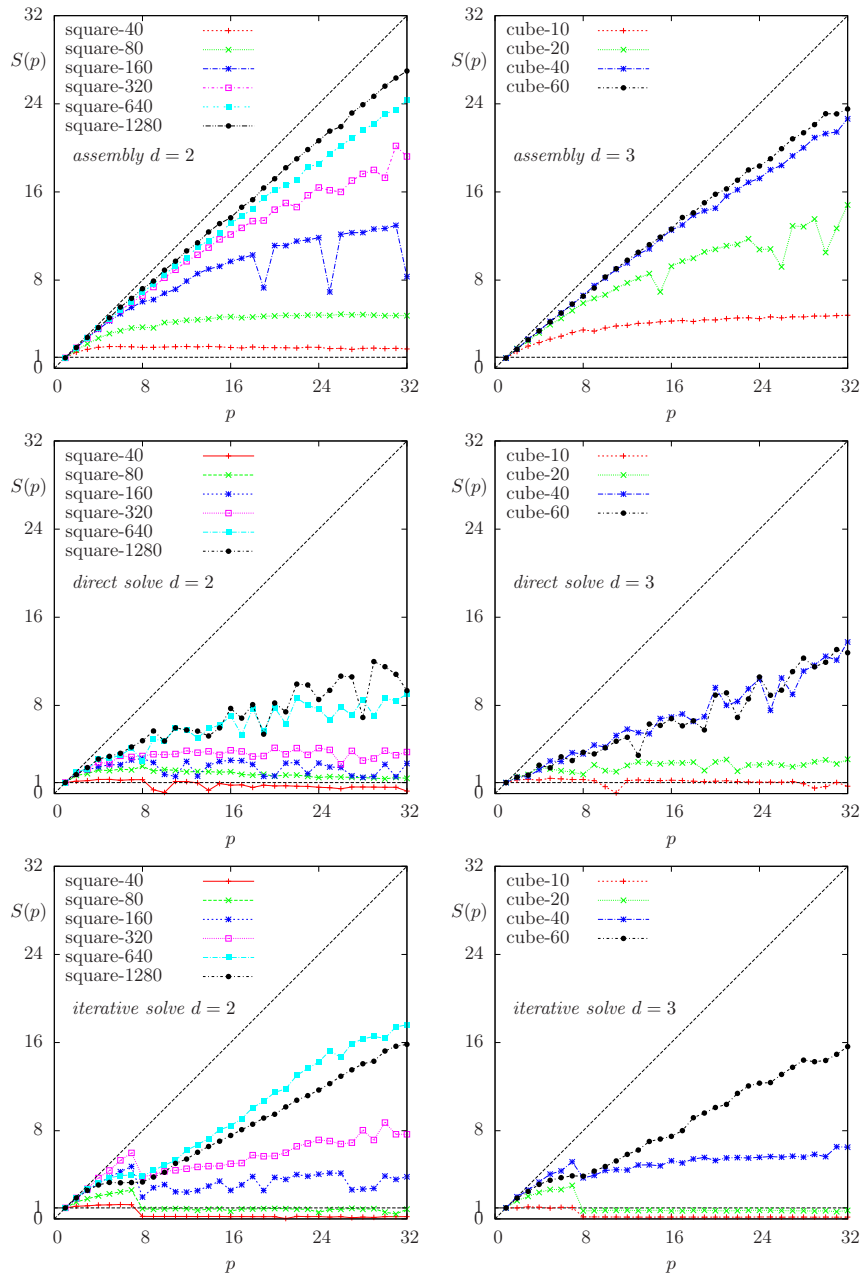 32
24
16
8
1
0
S(p)
square-40
square-80
square-160
square-320
square-640
square-1280
assembly d = 2
0
8
16
24
32
p
32
24
16
8
1
0
S(p)
cube-10
cube-20
cube-40
cube-60
assembly d = 3
0
8
16
24
32
p
32
24
16
8
1
0
S(p)
square-40
square-80
square-160
square-320
square-640
square-1280
direct solve d = 2
0
8
16
24
32
p
32
24
16
8
1
0
S(p)
cube-10
cube-20
cube-40
cube-60
direct solve d = 3
0
8
16
24
32
p
32
24
16
8
1
0
S(p)
square-40
square-80
square-160
square-320
square-640
square-1280
iterative solve d = 2
0
8
16
24
32
p
32
24
16
8
1
0
S(p)
cube-10
cube-20
cube-40
cube-60
iterative solve d = 3
0
8
16
24
32
p